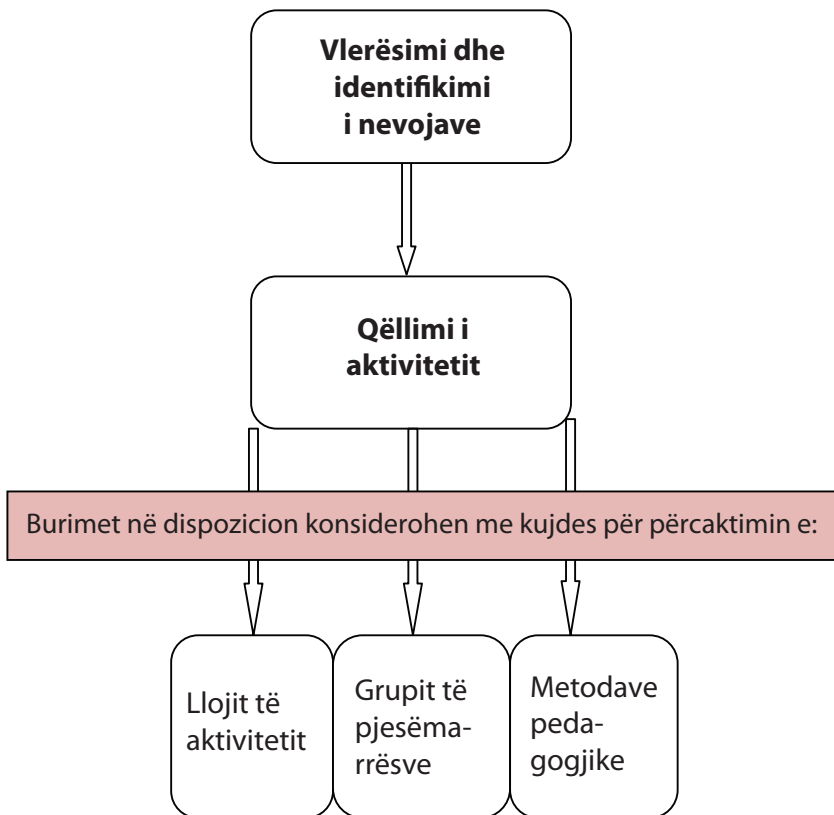 Vlerësimi dhe
identifikimi
i nevojave
Qëllimi i
aktivitetit
Burimet në dispozicion konsiderohen me kujdes për përcaktimin e:
Llojit të
aktivitetit
Grupit të
pjesëma-
rrësve
Metodave
peda-
gogjike